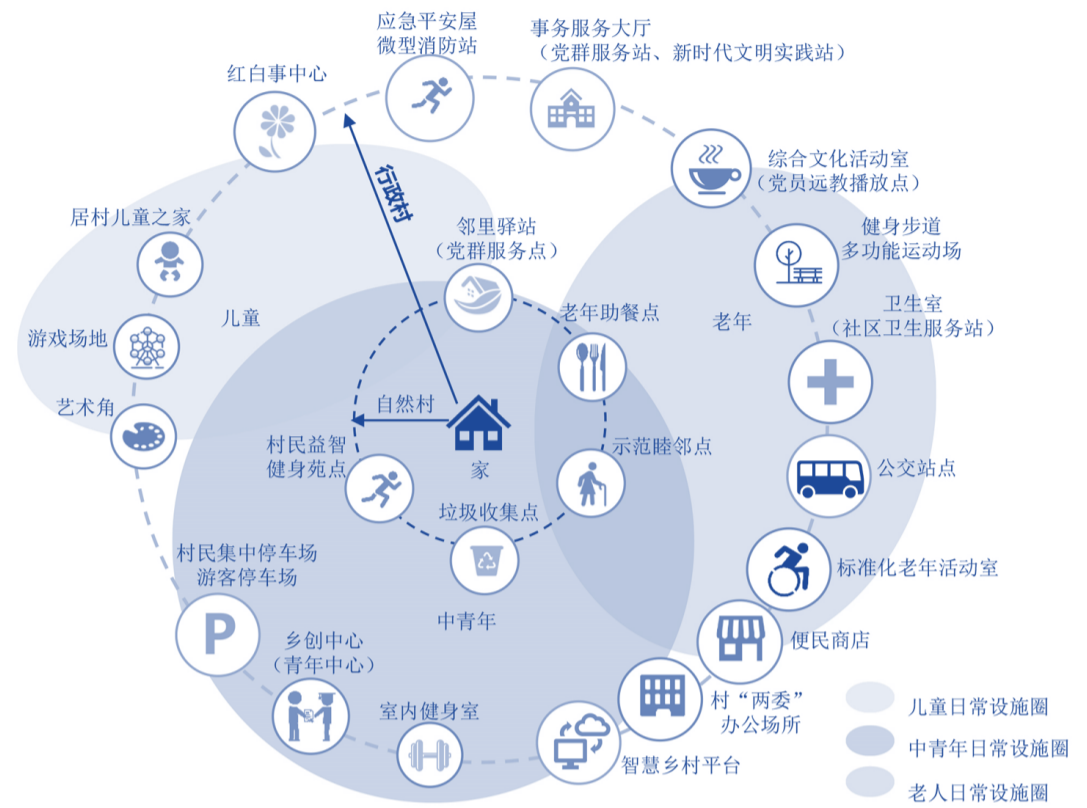 应急平安屋
微型消防站
事务服务大厅
（党群服务站、新时代文明实践站）
红白事中心
综合文化活动室
（党员远教播放点）
行政村
居村儿童之家
邻里驿站
（党群服务点）
健身步道
多功能运动场
儿童
老年助餐点
老年
卫生室
（社区卫生服务站）
游戏场地
艺术角
自然村
村民益智
健身苑点
家
示范睦邻点
公交站点
垃圾收集点
村民集中停车场
游客停车场
标准化老年活动室
P
中青年
乡创中心
（青年中心）
便民商店
室内健身室
村“两委”
办公场所
智慧乡村平台
儿童日常设施圈
中青年日常设施圈
老人日常设施圈